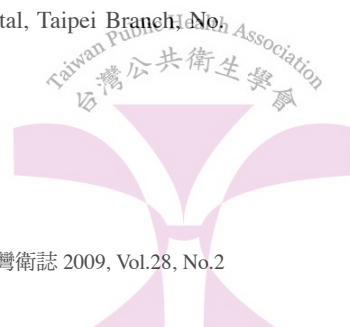 tal, Taipei Branch, No.
Taiwan Public Health Association
台灣公共衛生學會
灣衛誌 2009, Vol.28, No.2